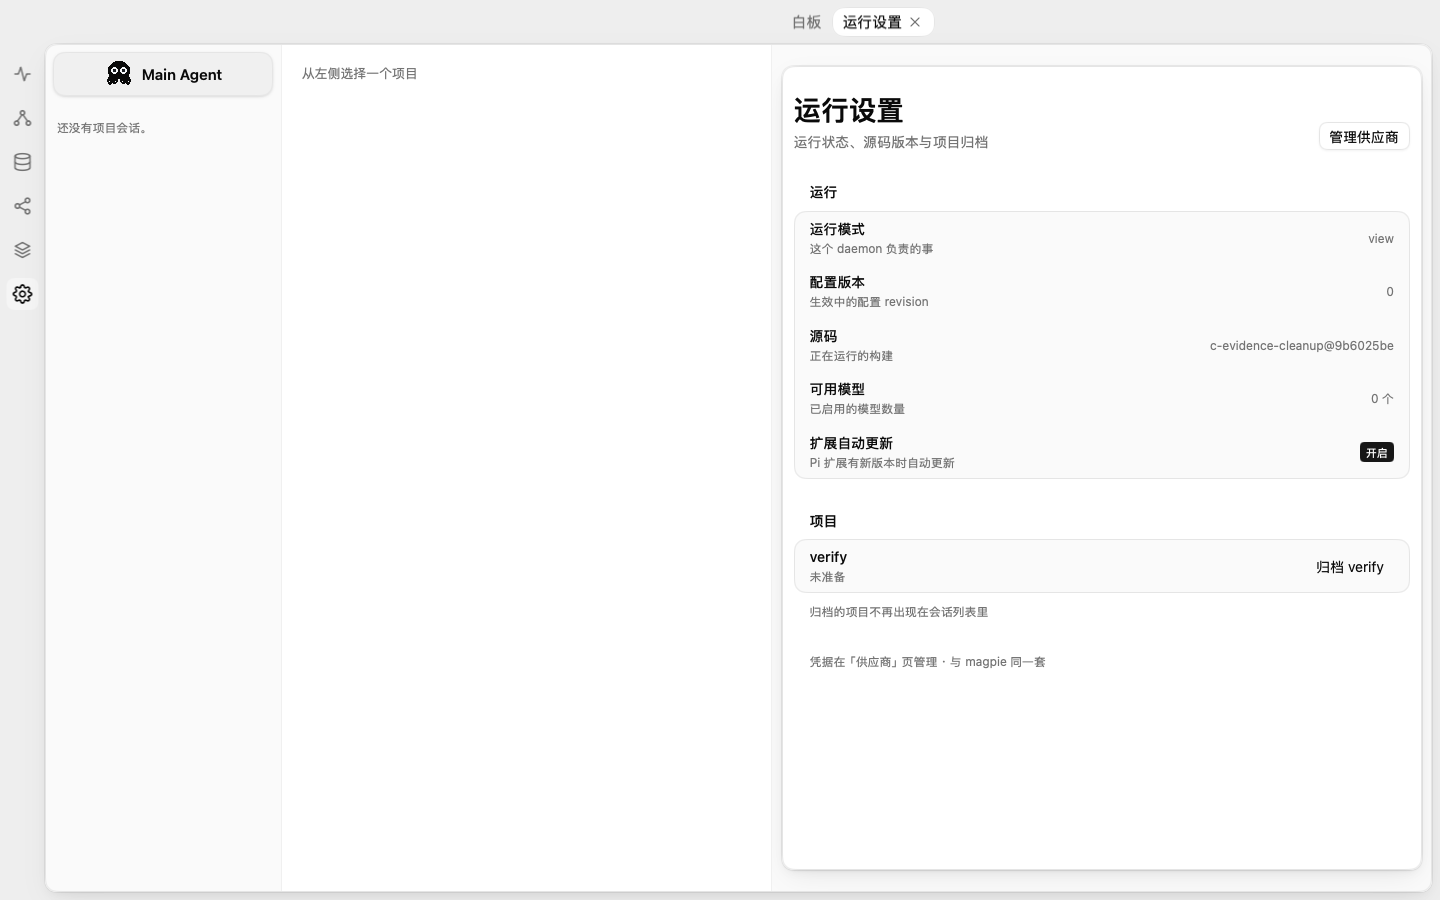 白板
运行设置
Main Agent
还没有项目会话。
从左侧选择一个项目
运行设置
运行状态、源码版本与项目归档
管理供应商
运行
运行模式
这个 daemon 负责的事
view
配置版本
生效中的配置 revision
0
源码
正在运行的构建
c-evidence-cleanup@9b6025be
可用模型
已启用的模型数量
0 个
扩展自动更新
Pi 扩展有新版本时自动更新
开启
项目
verify
未准备
归档 verify
归档的项目不再出现在会话列表里
凭据在「供应商」页管理 · 与 magpie 同一套